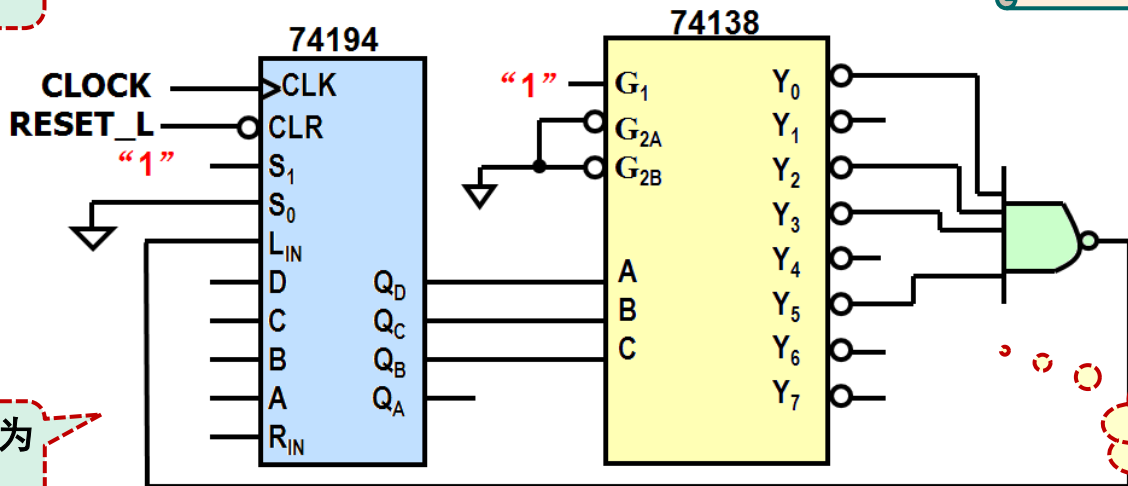 74194
74138
CLOCK
RESET_L
“1”
>CLK
CLR
S1
S0
LIN
D
C
B
A
RIN
QD
QC
QB
QA
“1”
G1
G2A
G2B
A
B
C
Y0
Y1
Y2
Y3
Y4
Y5
Y6
Y7
为